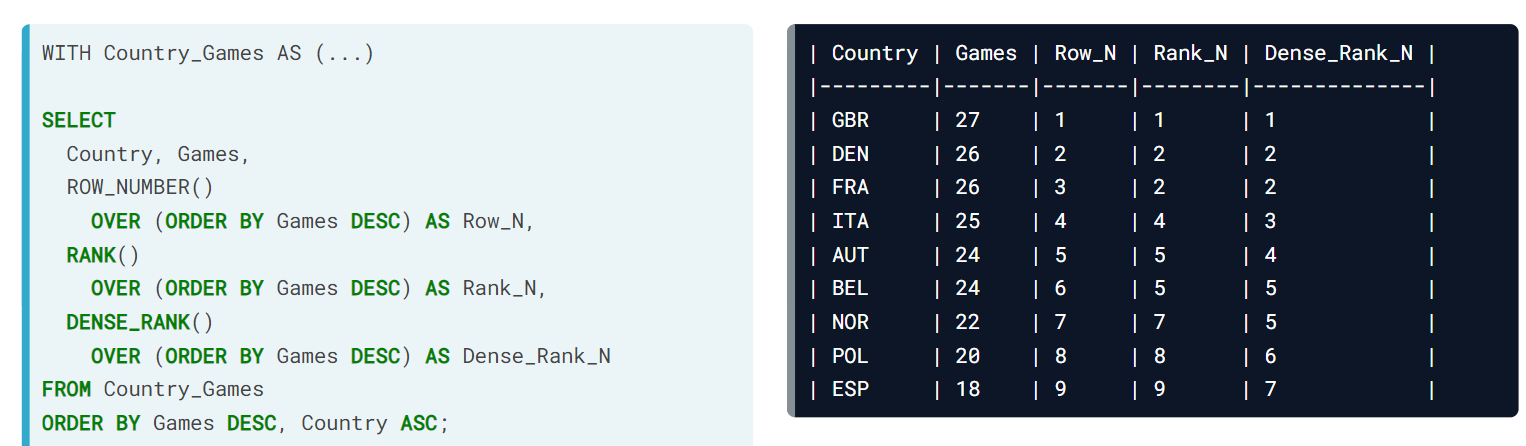 WITH Country_Games AS (...)
SELECT
Country, Games,
ROW_NUMBER()
OVER (ORDER BY Games DESC) AS Row_N,
RANK()
OVER (ORDER BY Games DESC) AS Rank_N,
DENSE_RANK()
OVER (ORDER BY Games DESC) AS Dense_Rank_N
FROM Country_Games
ORDER BY Games DESC, Country ASC;
| Country | Games | Row_N | Rank_N | Dense_Rank_N |
|---------|-------|-------|--------|--------------|
| GBR | 27 | 1 | 1 | 1 |
| DEN | 26 | 2 | 2 | 2 |
| FRA | 26 | 3 | 2 | 2 |
| ITA | 25 | 4 | 4 | 3 |
| AUT | 24 | 5 | 5 | 4 |
| BEL | 24 | 6 | 5 | 5 |
| NOR | 22 | 7 | 7 | 5 |
| POL | 20 | 8 | 8 | 6 |
| ESP | 18 | 9 | 9 | 7 |